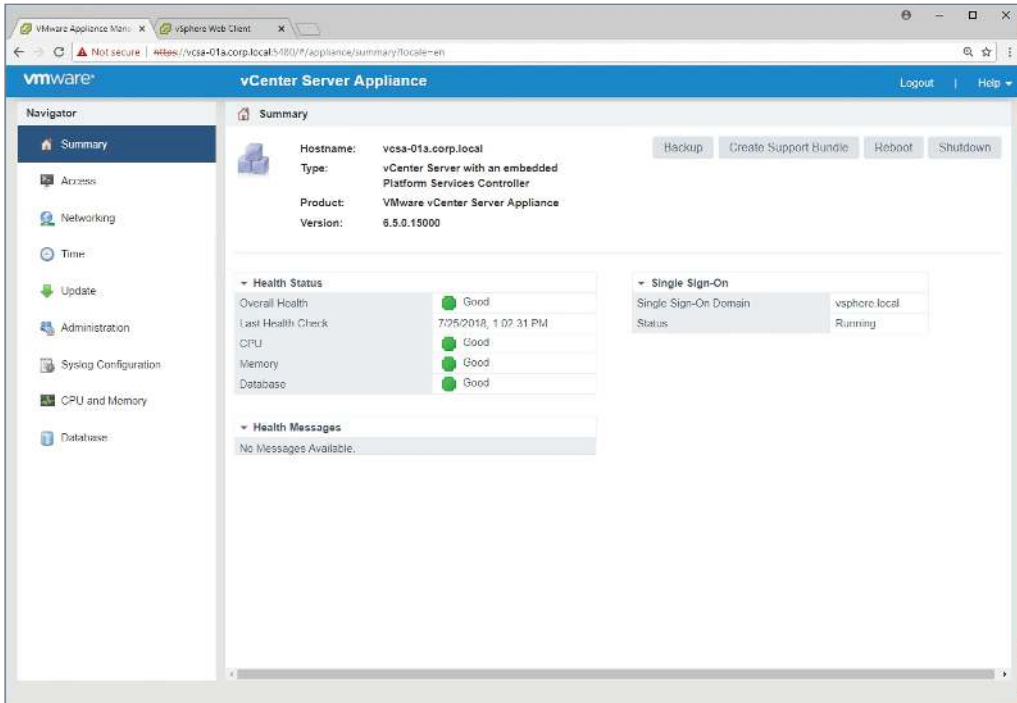 VMware Appliance Mana
vSphere Web Client
Not secure | https://vcsa-01a.corp.local:5480/#/appliance/summary?locale=en
vmware
vCenter Server Appliance
Logout | Help
Navigator
Summary
Access
Networking
Time
Update
Administration
Syslog Configuration
CPU and Memory
Database
Summary
Hostname: vcsa-01a.corp.local
Type: vCenter Server with an embedded
Platform Services Controller
Product: VMware vCenter Server Appliance
Version: 6.5.0.15000
Backup Create Support Bundle Reboot Shutdown
Health Status
Overall Health Good
Last Health Check 7/25/2018, 1:02:31 PM
CPU Good
Memory Good
Database Good
Health Messages
No Messages Available.
Single Sign-On
Single Sign-On Domain vsphere.local
Status Running